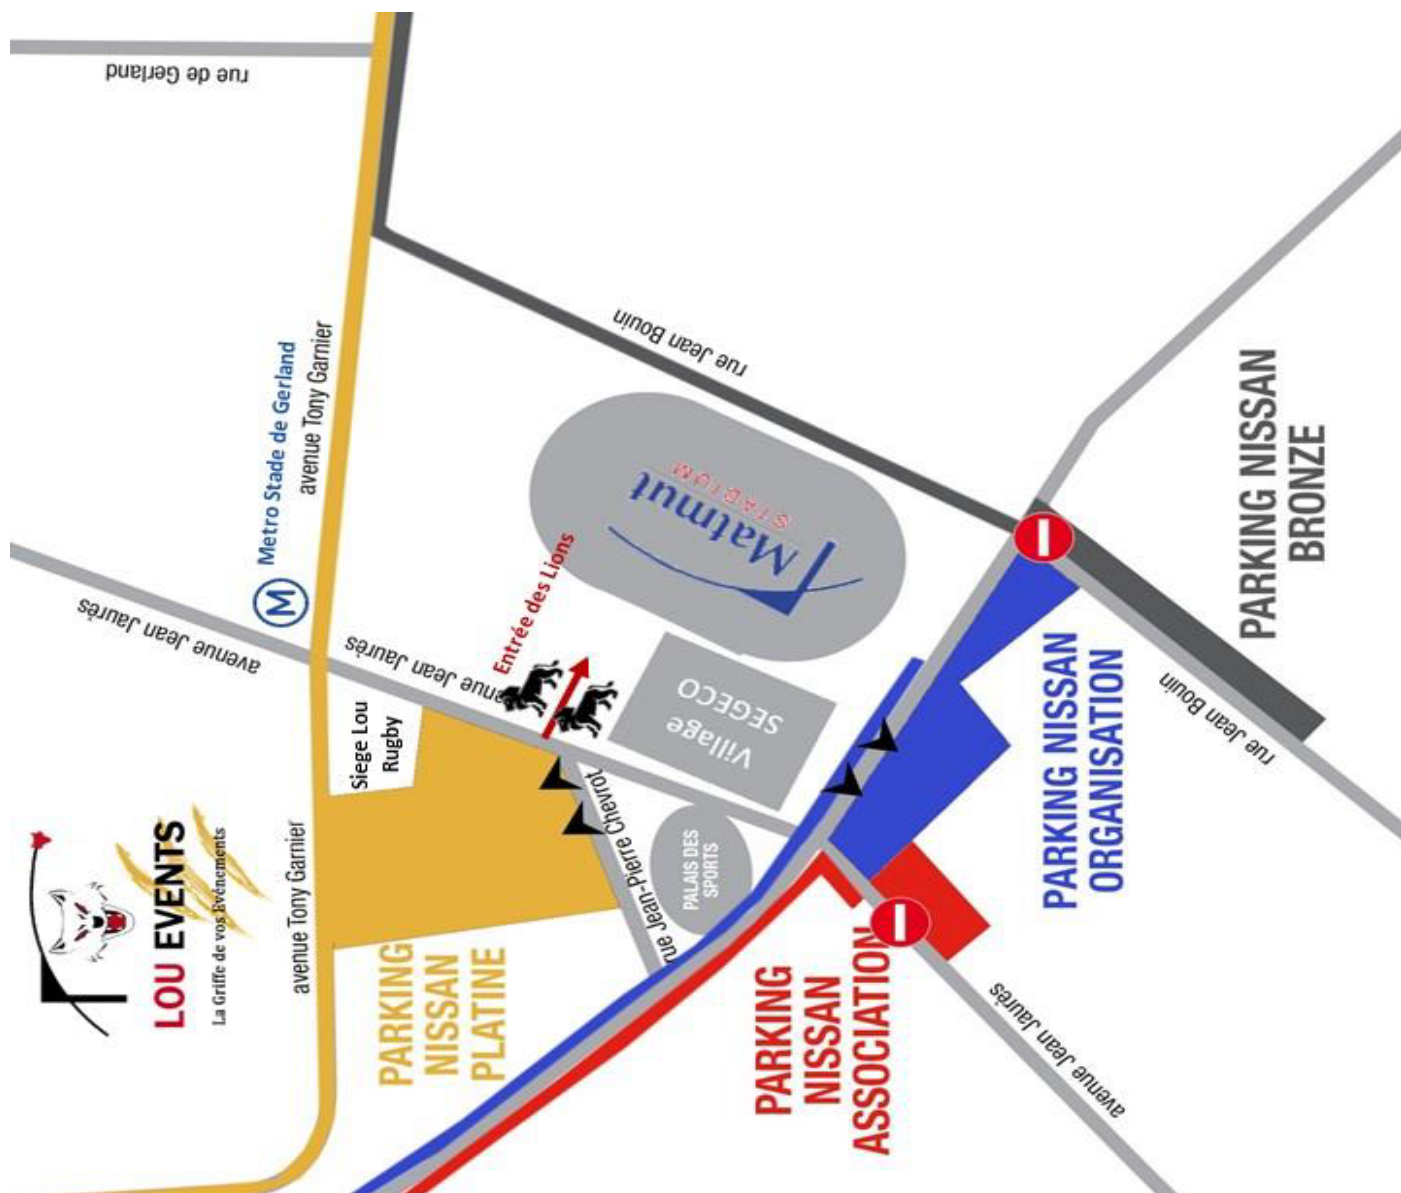 rue de Gerland
Metro Stade de Gerland
avenue Tony Garnier
M
rue Jean Bouin
Matmut
STADIUM
Entrée des Lions
avenue Jean Jaurès
enue Jean Jaurès
Siege Lou
Rugby
Village
SEGECO
PALAIS DES
SPORTS
rue Jean-Pierre Chevrot
LOU EVENTS
La Griffe de vos Evénements
avenue Tony Garnier
PARKING
NISSAN
PLATINE
PARKING
NISSAN
ASSOCIATION
PARKING NISSAN
ORGANISATION
PARKING NISSAN
BRONZE
rue Jean Bouin
avenue Jean Jaurès